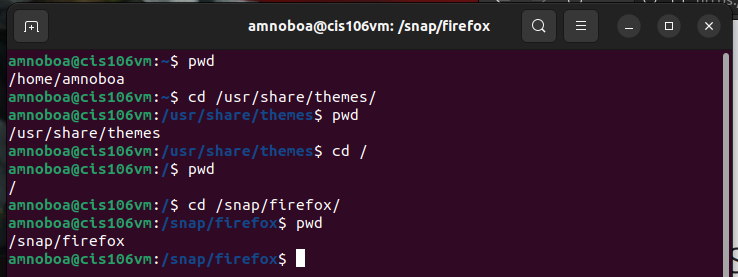 amnoboa@cis106vm: /snap/firefox
amnoboa@cis106vm:~$ pwd
/home/amnoboa
amnoboa@cis106vm:~$ cd /usr/share/themes/
amnoboa@cis106vm:/usr/share/themes$ pwd
/usr/share/themes
amnoboa@cis106vm:/usr/share/themes$ cd /
amnoboa@cis106vm:/$ pwd
/
amnoboa@cis106vm:/$ cd /snap/firefox/
amnoboa@cis106vm:/snap/firefox$ pwd
/snap/firefox
amnoboa@cis106vm:/snap/firefox$